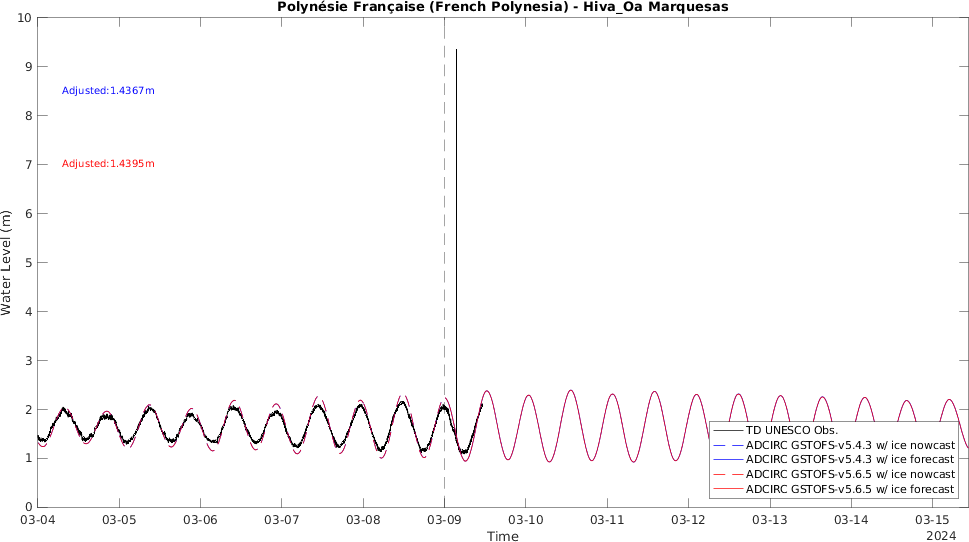 Polynésie Française (French Polynesia) - Hiva_Oa Marquesas
10
9
8
7
6
5
4
3
2
1
0
Water Level (m)
Adjusted:1.4367m
Adjusted:1.4395m
TD UNESCO Obs.
ADCIRC GSTOFS-v5.4.3 w/ ice nowcast
ADCIRC GSTOFS-v5.4.3 w/ ice forecast
ADCIRC GSTOFS-v5.6.5 w/ ice nowcast
ADCIRC GSTOFS-v5.6.5 w/ ice forecast
03-04 03-05 03-06 03-07 03-08 03-09 03-10 03-11 03-12 03-13 03-14 03-15
2024
Time